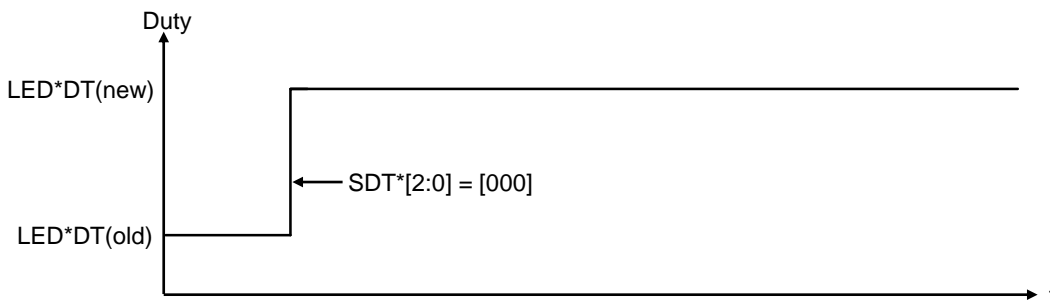 Duty
LED*DT(new)
SDT*[2:0] = [000]
LED*DT(old)